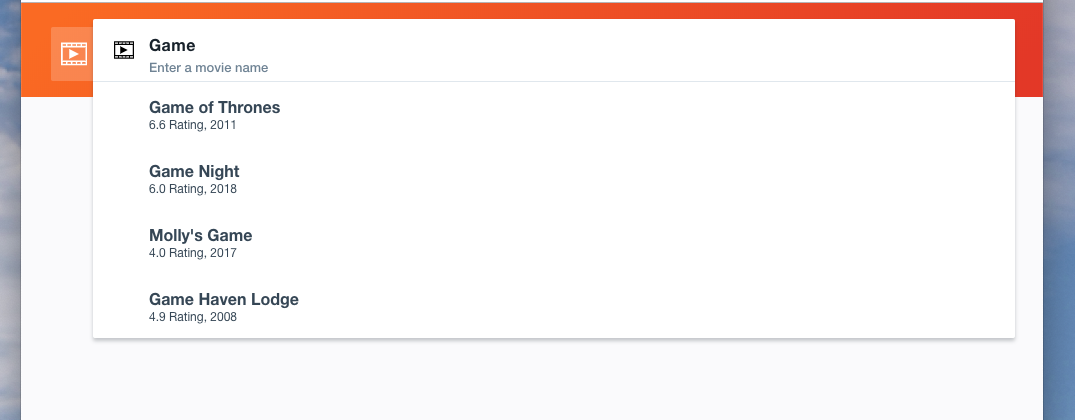 Game
Enter a movie name
Game of Thrones
6.6 Rating, 2011
Game Night
6.0 Rating, 2018
Molly's Game
4.0 Rating, 2017
Game Haven Lodge
4.9 Rating, 2008